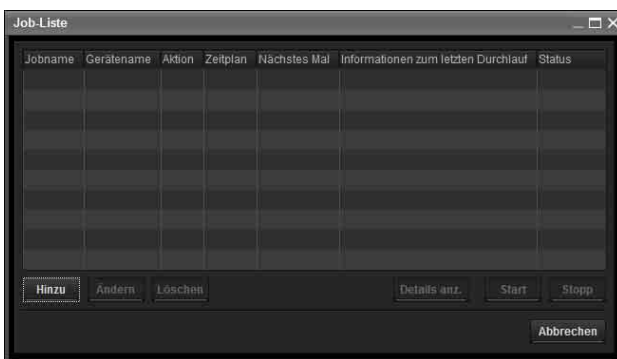 Job-Liste
Jobname Gerätename Aktion Zeitplan Nächstes Mal Informationen zum letzten Durchlauf Status
Hinzu Ändern Löschen Details anz. Start Stopp
Abbrechen